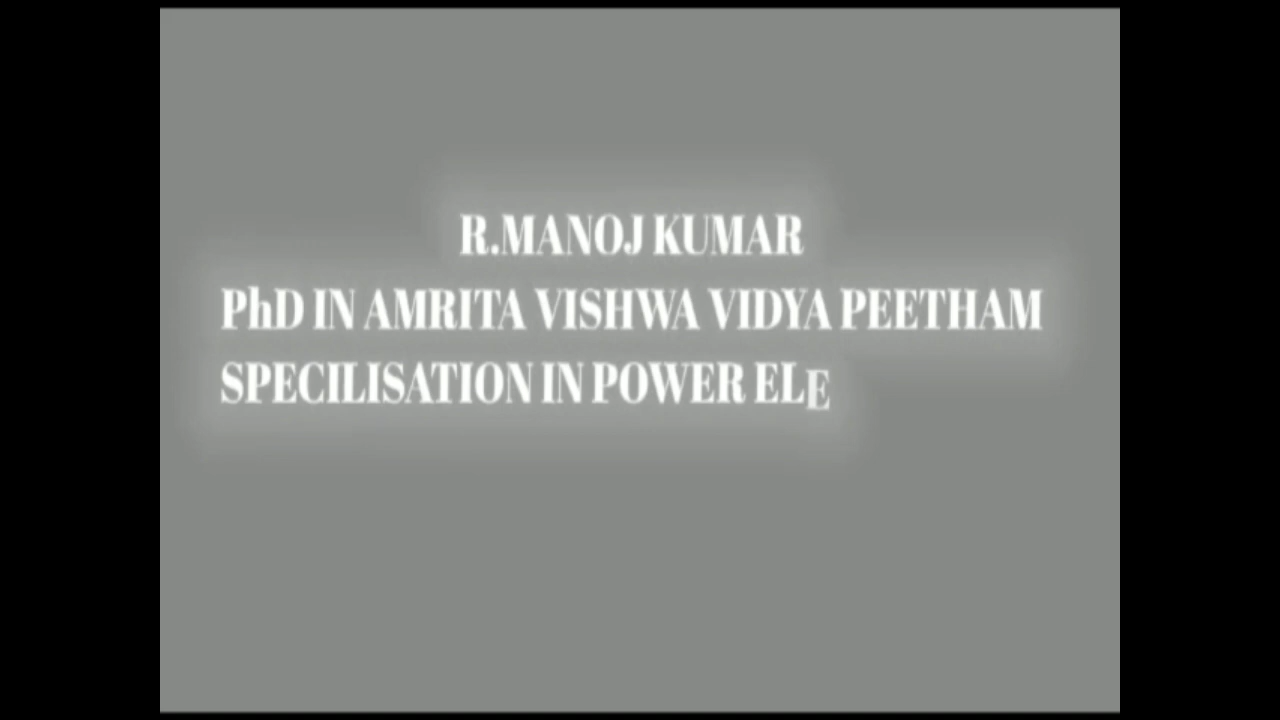 R.MANOJ KUMAR
PhD IN AMRITA VISHWA VIDYA PEETHAM
SPECILISATION IN POWER ELE